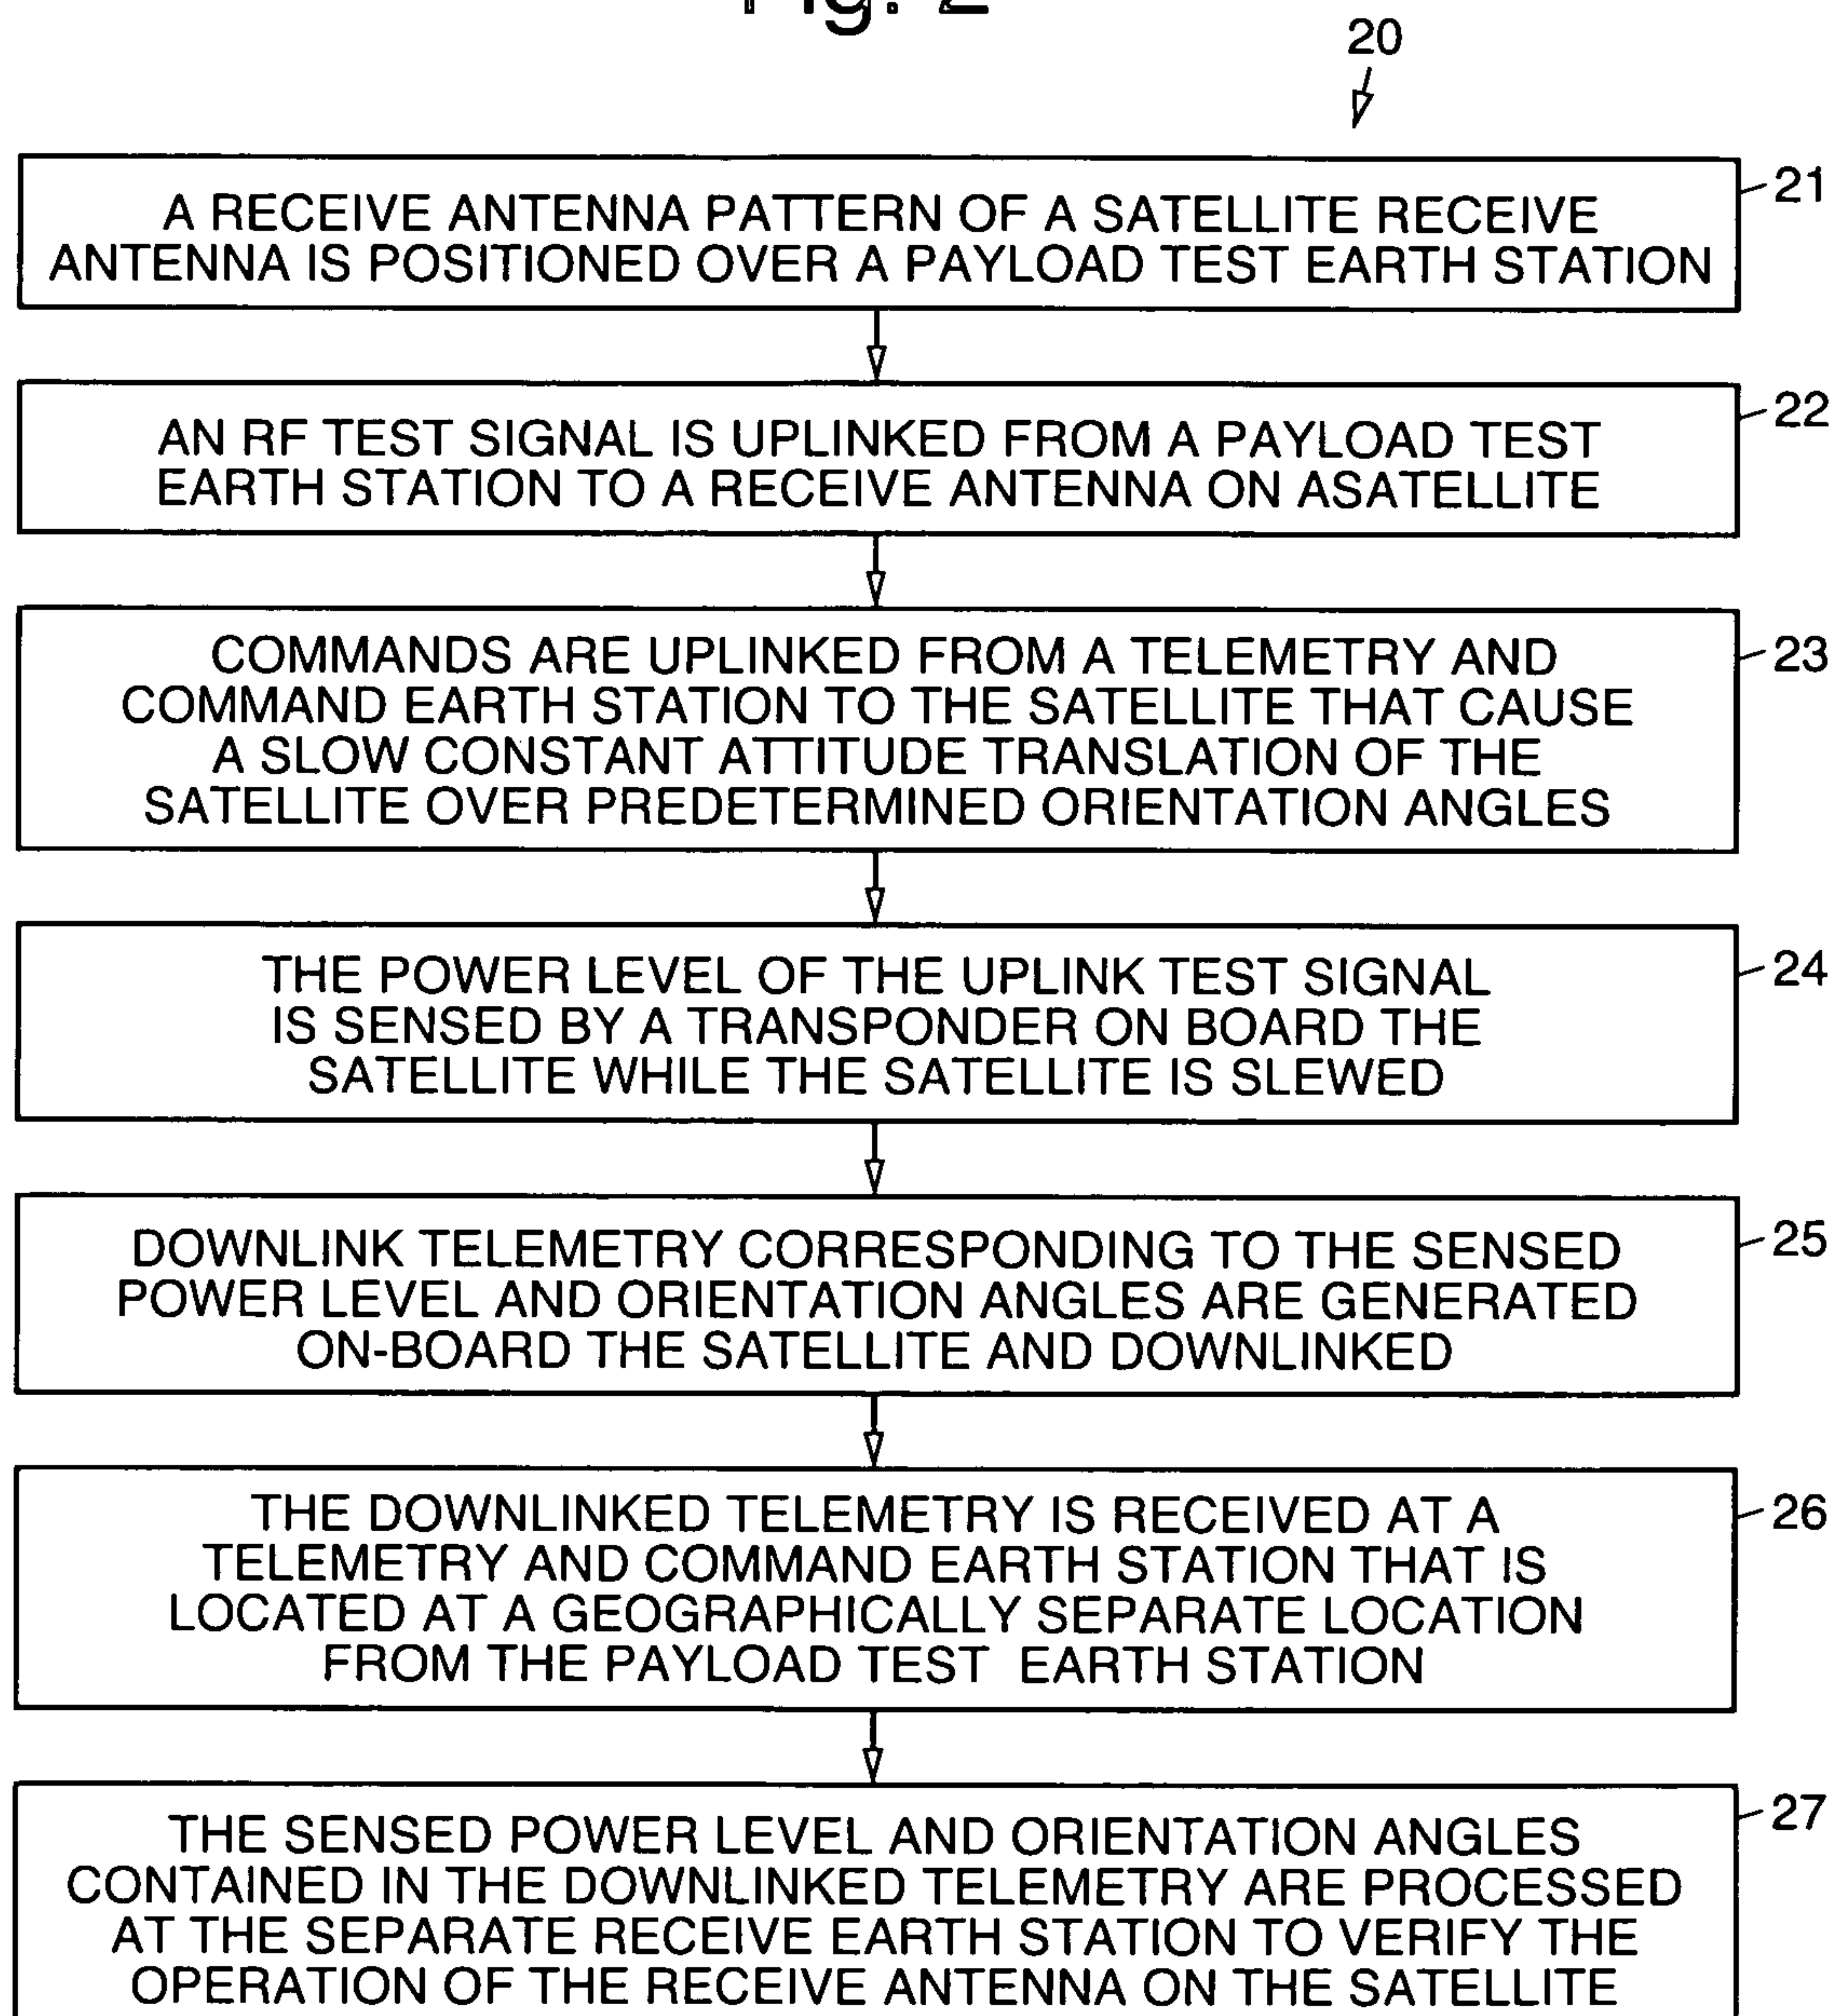 Fig. 2
20
21
A RECEIVE ANTENNA PATTERN OF A SATELLITE RECEIVE
ANTENNA IS POSITIONED OVER A PAYLOAD TEST EARTH STATION
22
AN RF TEST SIGNAL IS UPLINKED FROM A PAYLOAD TEST
EARTH STATION TO A RECEIVE ANTENNA ON ASATELLITE
23
COMMANDS ARE UPLINKED FROM A TELEMETRY AND
COMMAND EARTH STATION TO THE SATELLITE THAT CAUSE
A SLOW CONSTANT ATTITUDE TRANSLATION OF THE
SATELLITE OVER PREDETERMINED ORIENTATION ANGLES
24
THE POWER LEVEL OF THE UPLINK TEST SIGNAL
IS SENSED BY A TRANSPONDER ON BOARD THE
SATELLITE WHILE THE SATELLITE IS SLEWED
25
DOWNLINK TELEMETRY CORRESPONDING TO THE SENSED
POWER LEVEL AND ORIENTATION ANGLES ARE GENERATED
ON-BOARD THE SATELLITE AND DOWNLINKED
26
THE DOWNLINKED TELEMETRY IS RECEIVED AT A
TELEMETRY AND COMMAND EARTH STATION THAT IS
LOCATED AT A GEOGRAPHICALLY SEPARATE LOCATION
FROM THE PAYLOAD TEST EARTH STATION
27
THE SENSED POWER LEVEL AND ORIENTATION ANGLES
CONTAINED IN THE DOWNLINKED TELEMETRY ARE PROCESSED
AT THE SEPARATE RECEIVE EARTH STATION TO VERIFY THE
OPERATION OF THE RECEIVE ANTENNA ON THE SATELLITE